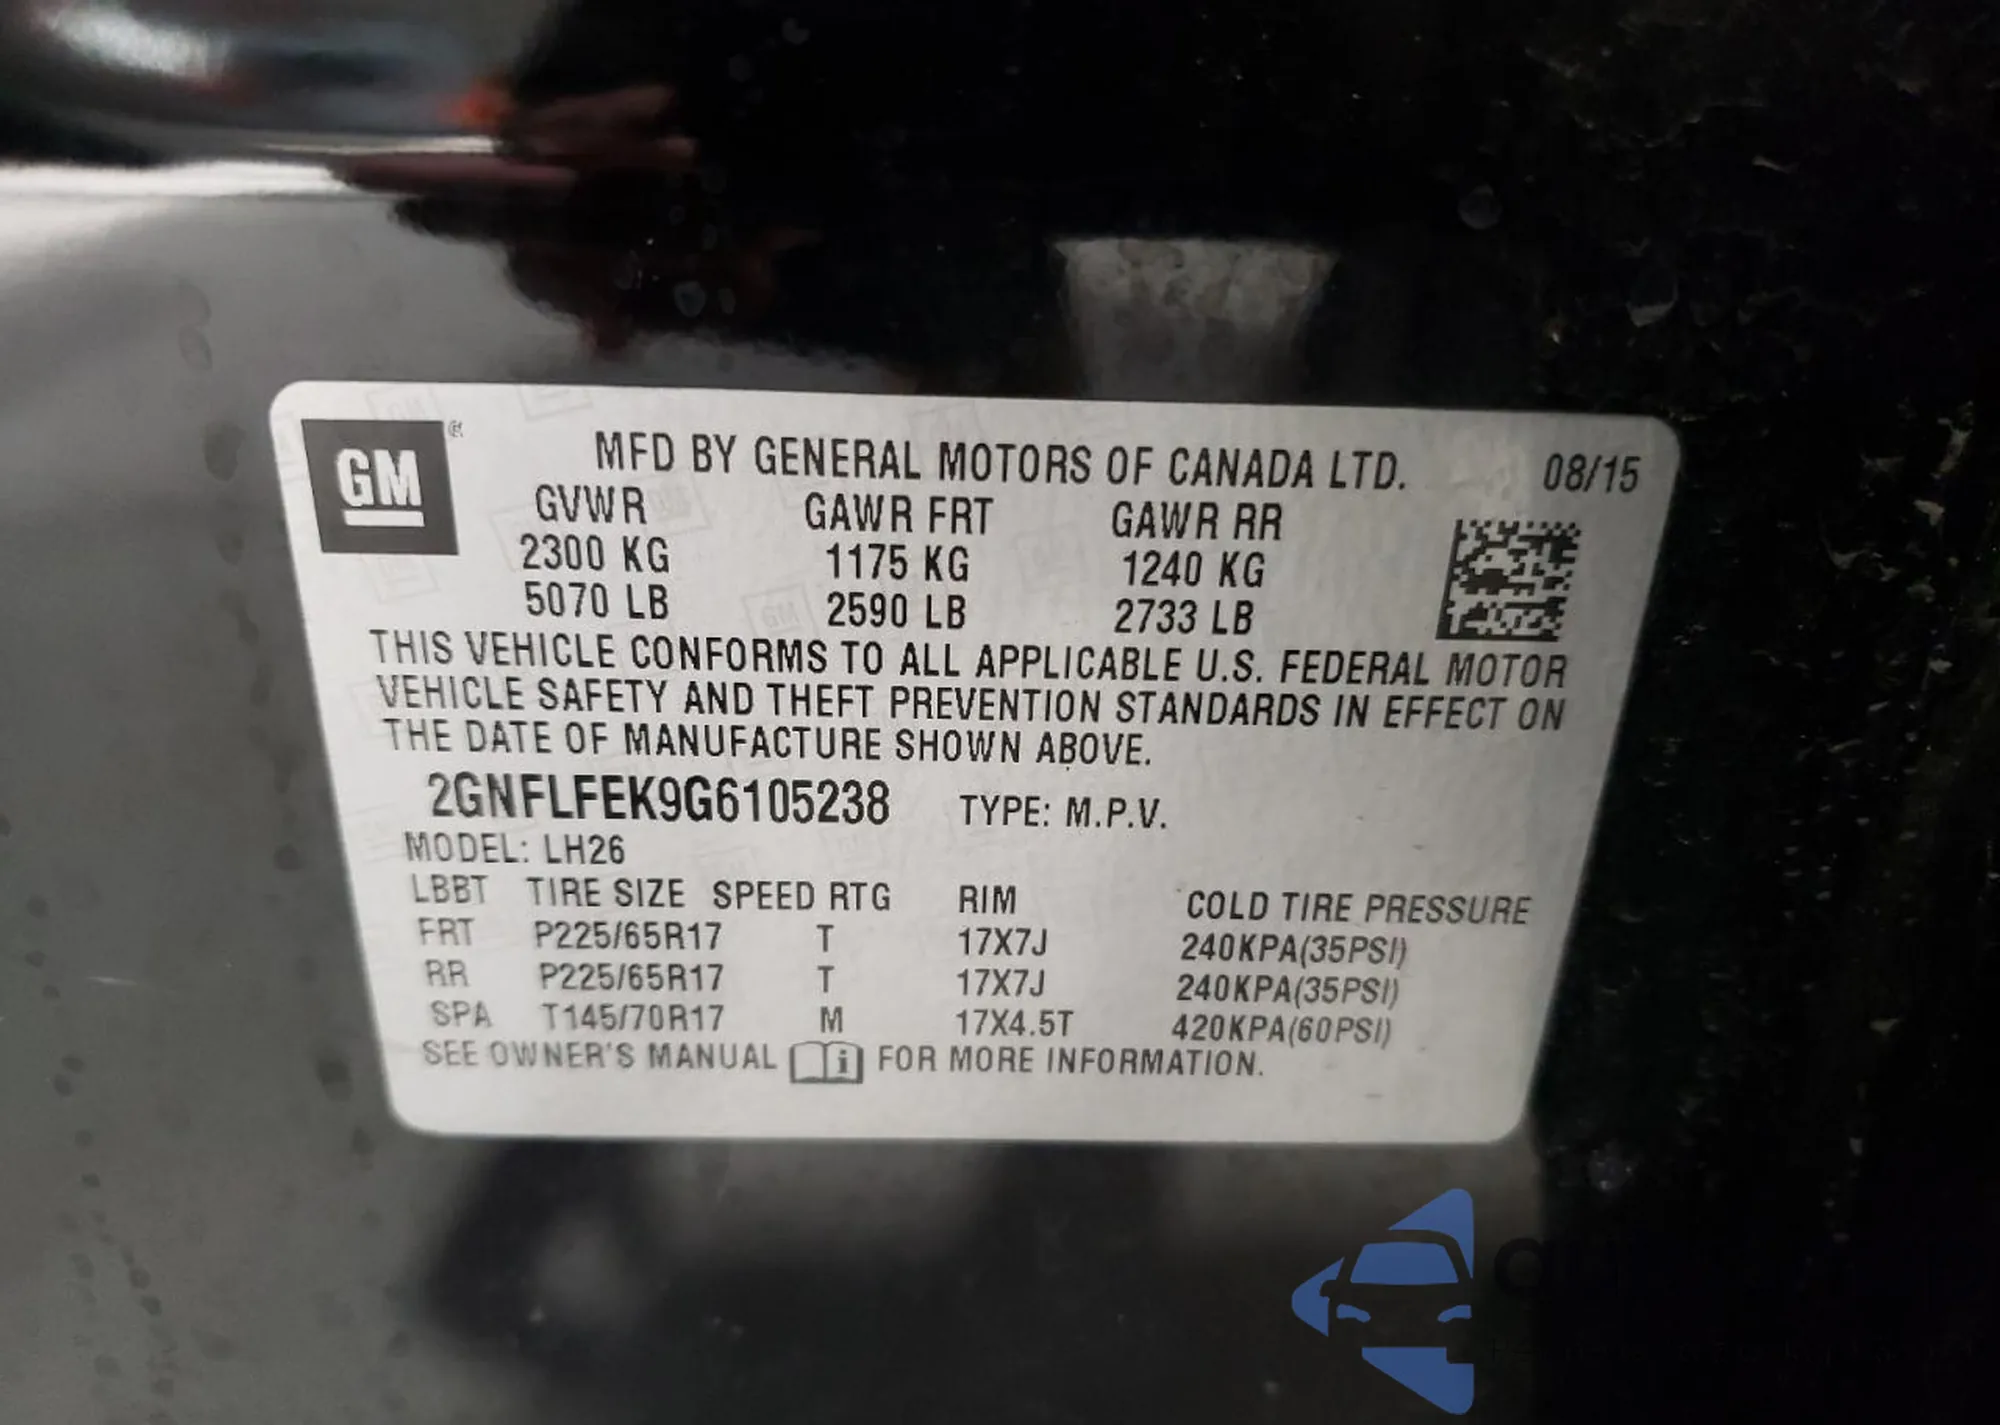 GM
MFD BY GENERAL MOTORS OF CANADA LTD. 08/15
GVWR GAWR FRT GAWR RR
2300 KG 1175 KG 1240 KG
5070 LB 2590 LB 2733 LB
THIS VEHICLE CONFORMS TO ALL APPLICABLE U.S. FEDERAL MOTOR
VEHICLE SAFETY AND THEFT PREVENTION STANDARDS IN EFFECT ON
THE DATE OF MANUFACTURE SHOWN ABOVE.
2GNFLFEK9G6105238 TYPE: M.P.V.
MODEL: LH26
LBBT TIRE SIZE SPEED RTG RIM COLD TIRE PRESSURE
FRT P225/65R17 T 17X7J 240KPA(35PSI)
RR P225/65R17 T 17X7J 240KPA(35PSI)
SPA T145/70R17 M 17X4.5T 420KPA(60PSI)
SEE OWNER'S MANUAL FOR MORE INFORMATION.